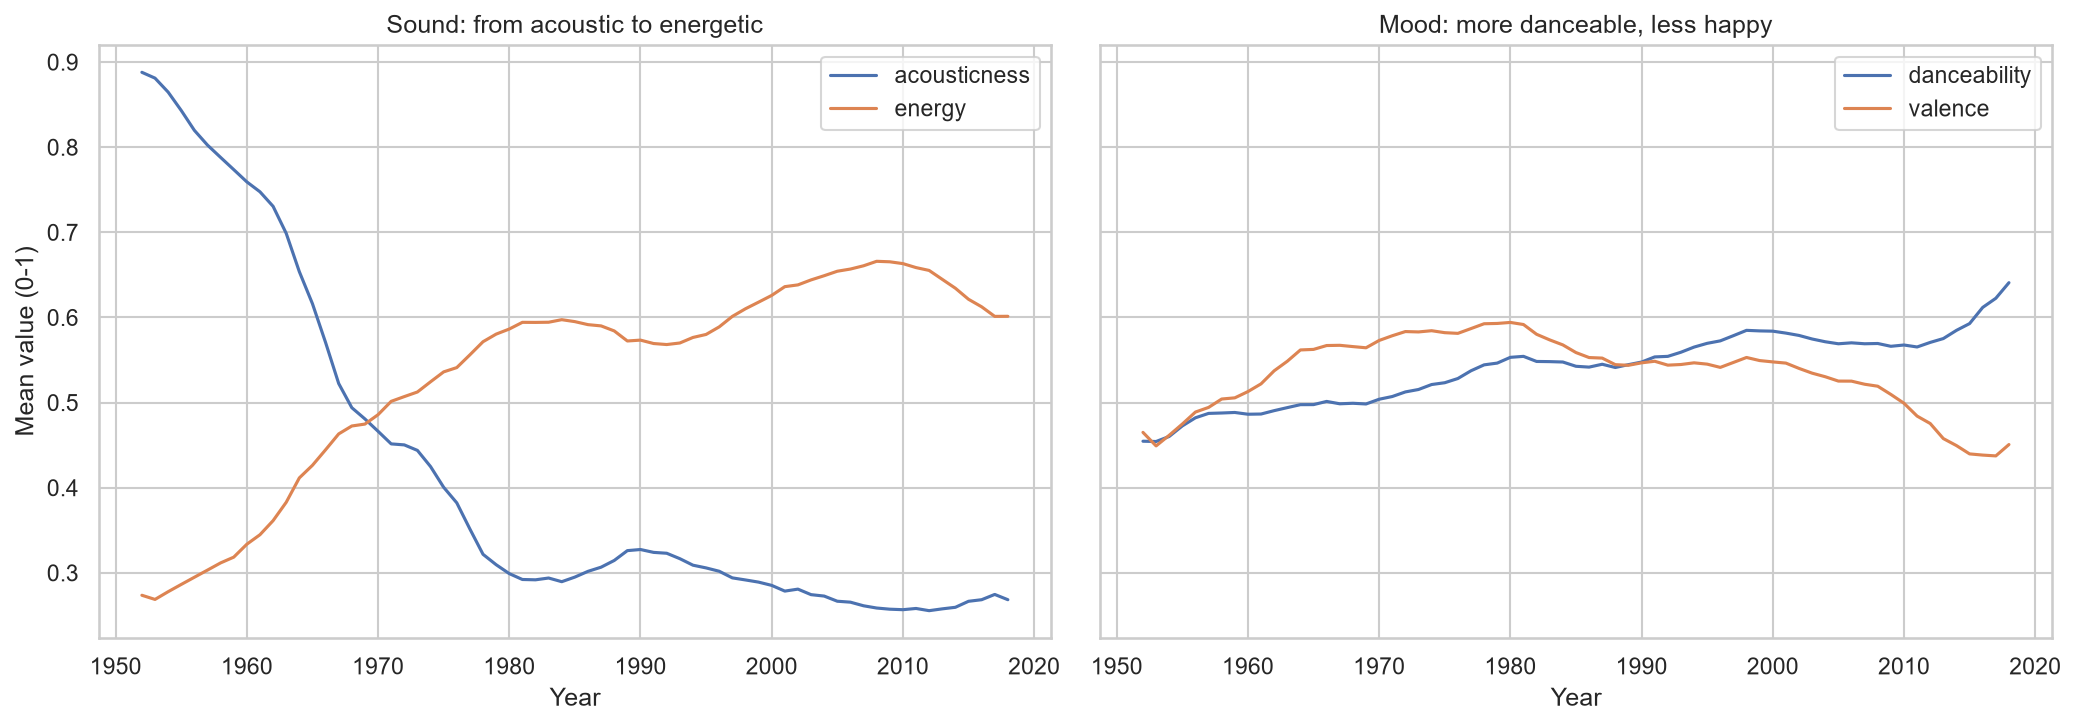 Sound: from acoustic to energetic
acousticness
energy
Mean value (0-1)
0.9
0.8
0.7
0.6
0.5
0.4
0.3
1950 1960 1970 1980 1990 2000 2010 2020
Year
Mood: more danceable, less happy
danceability
valence
1950 1960 1970 1980 1990 2000 2010 2020
Year